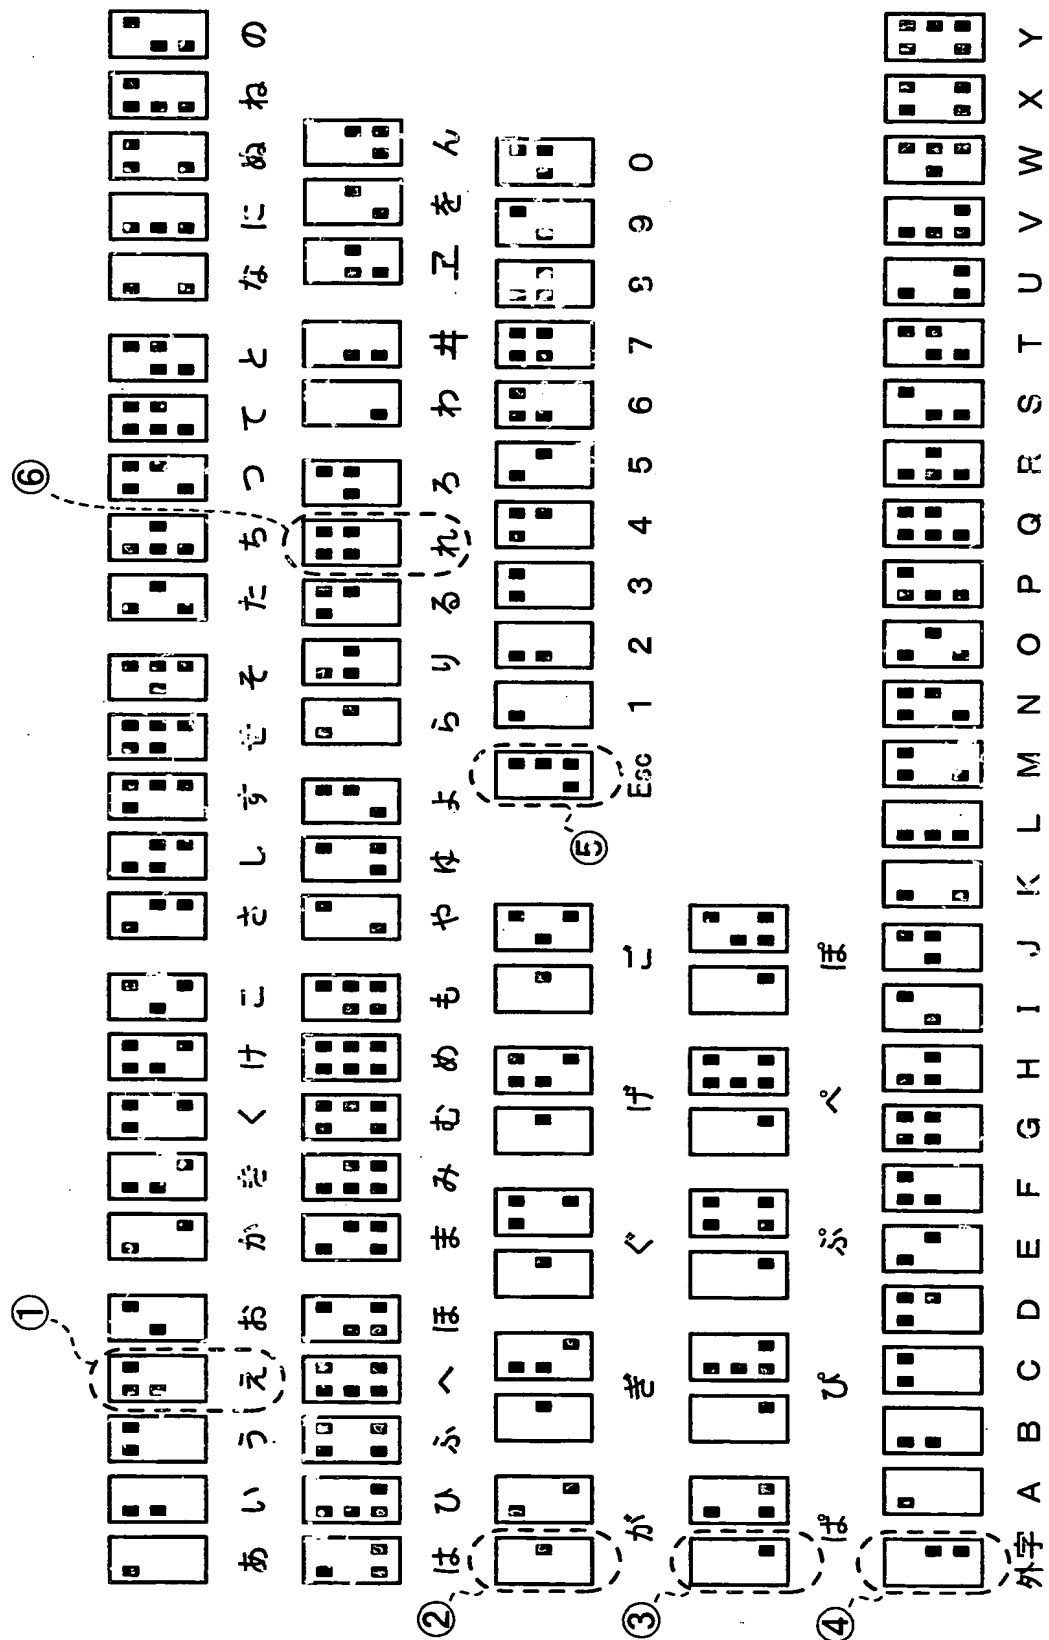 ① ⑥
あ い う え お か き く け こ さ し す せ そ た ち つ て と な に ぬ ね の
は ひ ふ へ ほ ま み む め も や ゆ よ ら り る れ ろ わ ヰ ヱ を ん
②
⑤
が ぎ ぐ げ ご Esc 1 2 3 4 5 6 7 8 9 0
③
ぱ ぴ ぷ ぺ ぽ
④
外字 A B C D E F G H I J K L M N O P Q R S T U V W X Y